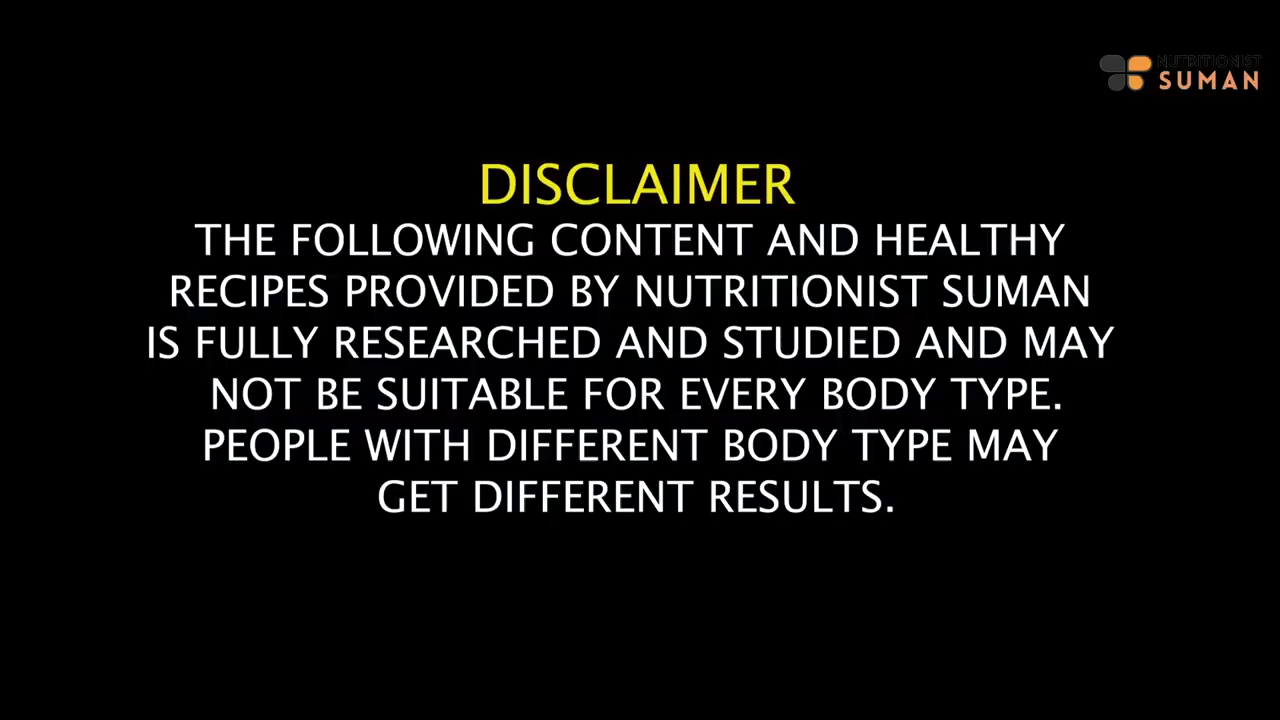 NUTRITIONIST
SUMAN
DISCLAIMER
THE FOLLOWING CONTENT AND HEALTHY
RECIPES PROVIDED BY NUTRITIONIST SUMAN
IS FULLY RESEARCHED AND STUDIED AND MAY
NOT BE SUITABLE FOR EVERY BODY TYPE.
PEOPLE WITH DIFFERENT BODY TYPE MAY
GET DIFFERENT RESULTS.